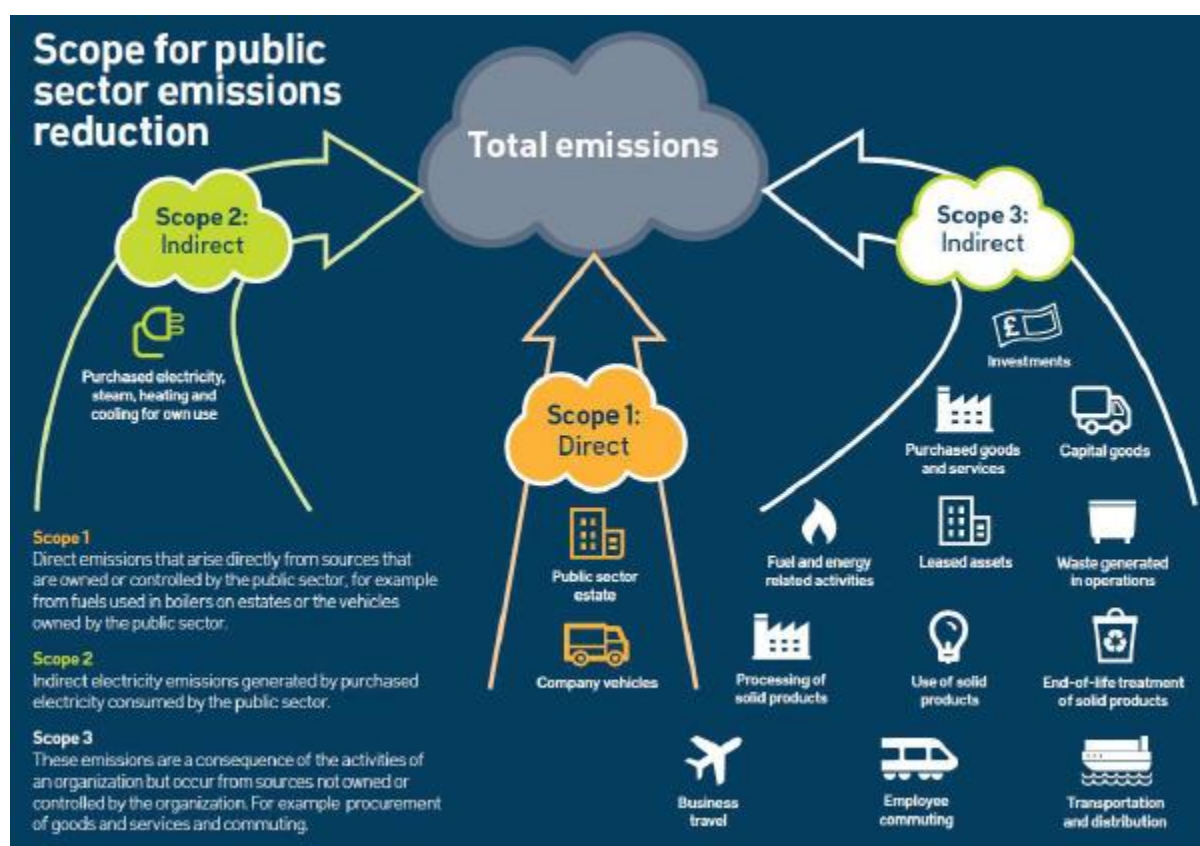 Scope for public
sector emissions
reduction
Total emissions
Scope 2:
Indirect
Scope 3:
Indirect
Purchased electricity,
steam, heating and
cooling for own use
Scope 1:
Direct
Public sector
estate
Company vehicles
£
Investments
Purchased goods
and services
Capital goods
Fuel and energy
related activities
Leased assets
Waste generated
in operations
Processing of
solid products
Use of solid
products
End-of-life treatment
of solid products
Business
travel
Employee
commuting
Transportation
and distribution
Scope 1
Direct emissions that arise directly from sources that
are owned or controlled by the public sector, for example
from fuels used in boilers on estates or the vehicles
owned by the public sector.
Scope 2
Indirect electricity emissions generated by purchased
electricity consumed by the public sector.
Scope 3
These emissions are a consequence of the activities of
an organization but occur from sources not owned or
controlled by the organization. For example procurement
of goods and services and commuting.